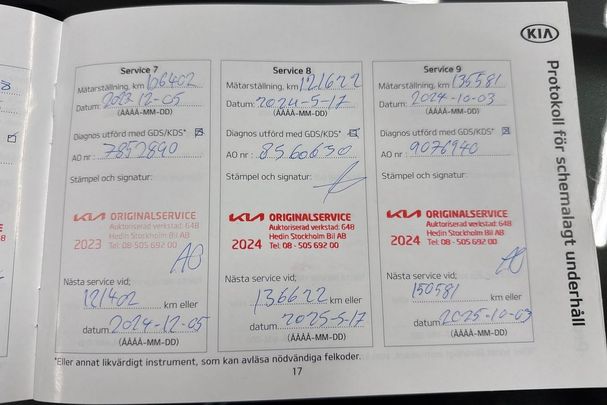 KIA
Protokoll för schemalagt underhåll
Service 7
Mätarställning, km 106402
Datum: 2023-12-05
(ÅÅÅÅ-MM-DD)
Diagnos utförd med GDS/KDS*
AO nr: 7852890
Stämpel och signatur:
KIA ORIGINALSERVICE
Auktoriserad verkstad: 648
Hedin Stockholm Bil AB
2023 Tel: 08 - 505 692 00
Nästa service vid;
121402 km eller
datum 2024-12-05
(ÅÅÅÅ-MM-DD)
Service 8
Mätarställning, km 121622
Datum: 2024-5-17
(ÅÅÅÅ-MM-DD)
Diagnos utförd med GDS/KDS*
AO nr: 8560650
Stämpel och signatur:
KIA ORIGINALSERVICE
Auktoriserad verkstad: 648
Hedin Stockholm Bil AB
2024 Tel: 08 - 505 692 00
Nästa service vid;
136622 km eller
datum 2025-5-17
(ÅÅÅÅ-MM-DD)
Service 9
Mätarställning, km 135581
Datum: 2024-10-03
(ÅÅÅÅ-MM-DD)
Diagnos utförd med GDS/KDS*
AO nr: 9076940
Stämpel och signatur:
KIA ORIGINALSERVICE
Auktoriserad verkstad: 648
Hedin Stockholm Bil AB
2024 Tel: 08 - 505 692 00
Nästa service vid;
150581 km eller
datum 2025-10-03
(ÅÅÅÅ-MM-DD)
*Eller annat likvärdigt instrument, som kan avläsa nödvändiga felkoder.
17